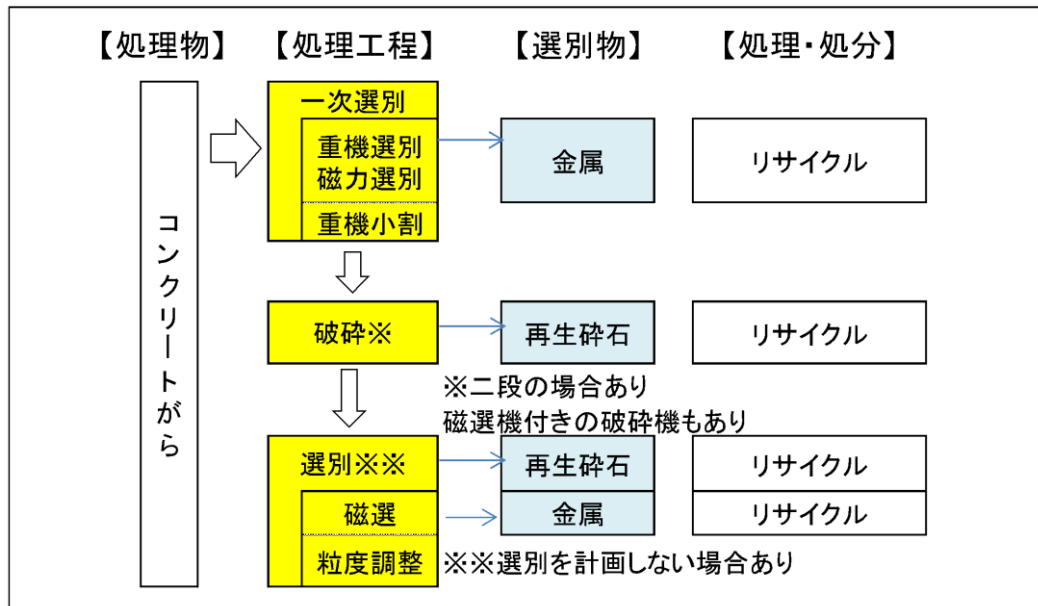 【処理物】 【処理工程】 【選別物】 【処理・処分】
コンクリートがら
一次選別
重機選別
磁力選別
重機小割
金属
リサイクル
破砕※
再生砕石
リサイクル
※二段の場合あり
磁選機付きの破砕機もあり
選別※※
再生砕石
リサイクル
磁選
金属
リサイクル
粒度調整
※※選別を計画しない場合あり